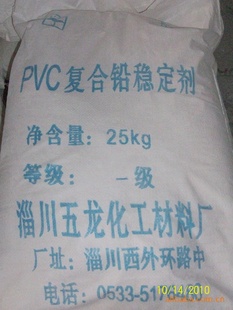 PVC复合铅稳定剂
净含量：25kg
等级：一级
淄川五龙化工材料厂
厂址：淄川西外环路中
电话：0533-517
10/14/2010